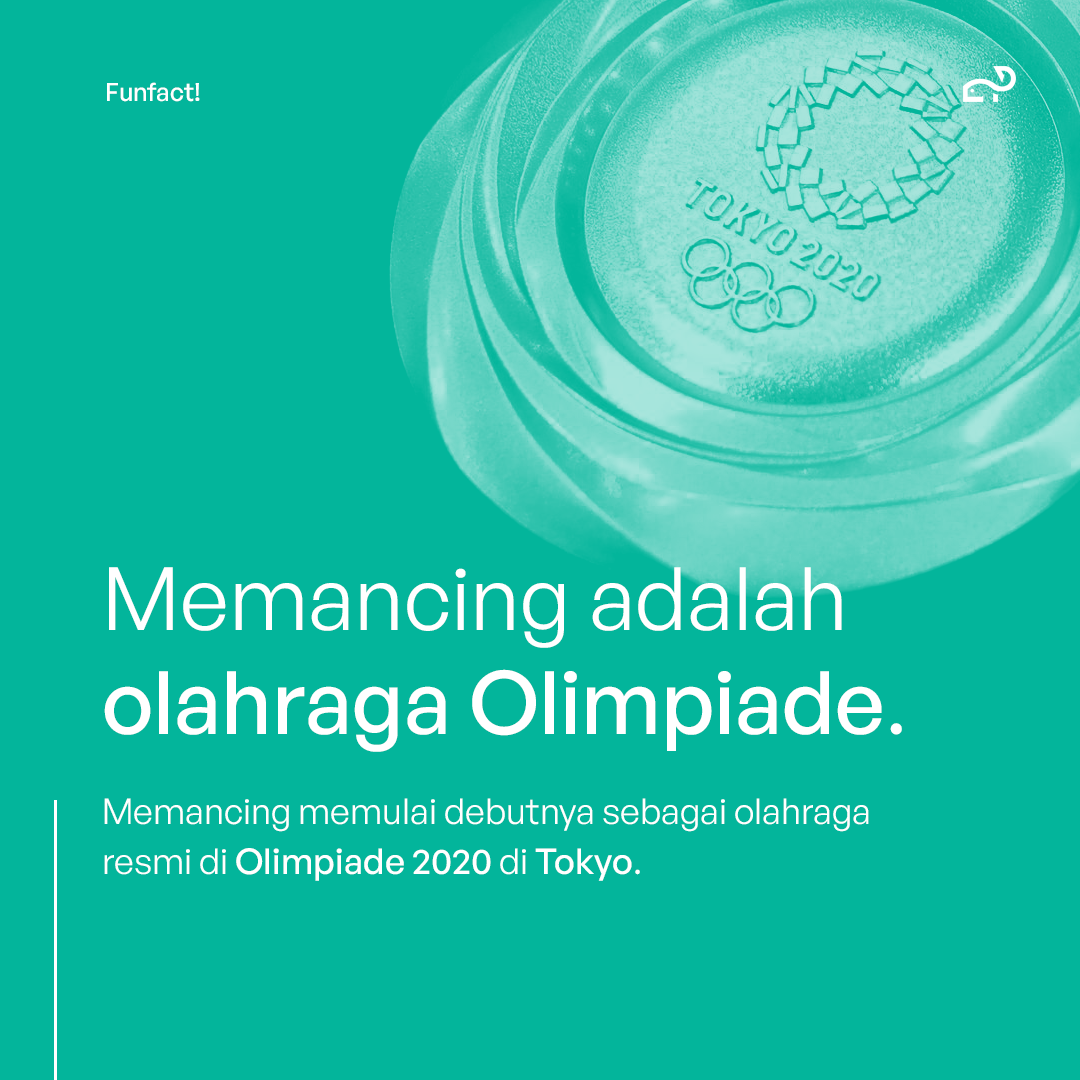 Funfact!
TOKYO 2020
Memancing adalah
olahraga Olimpiade.
Memancing memulai debutnya sebagai olahraga
resmi di Olimpiade 2020 di Tokyo.